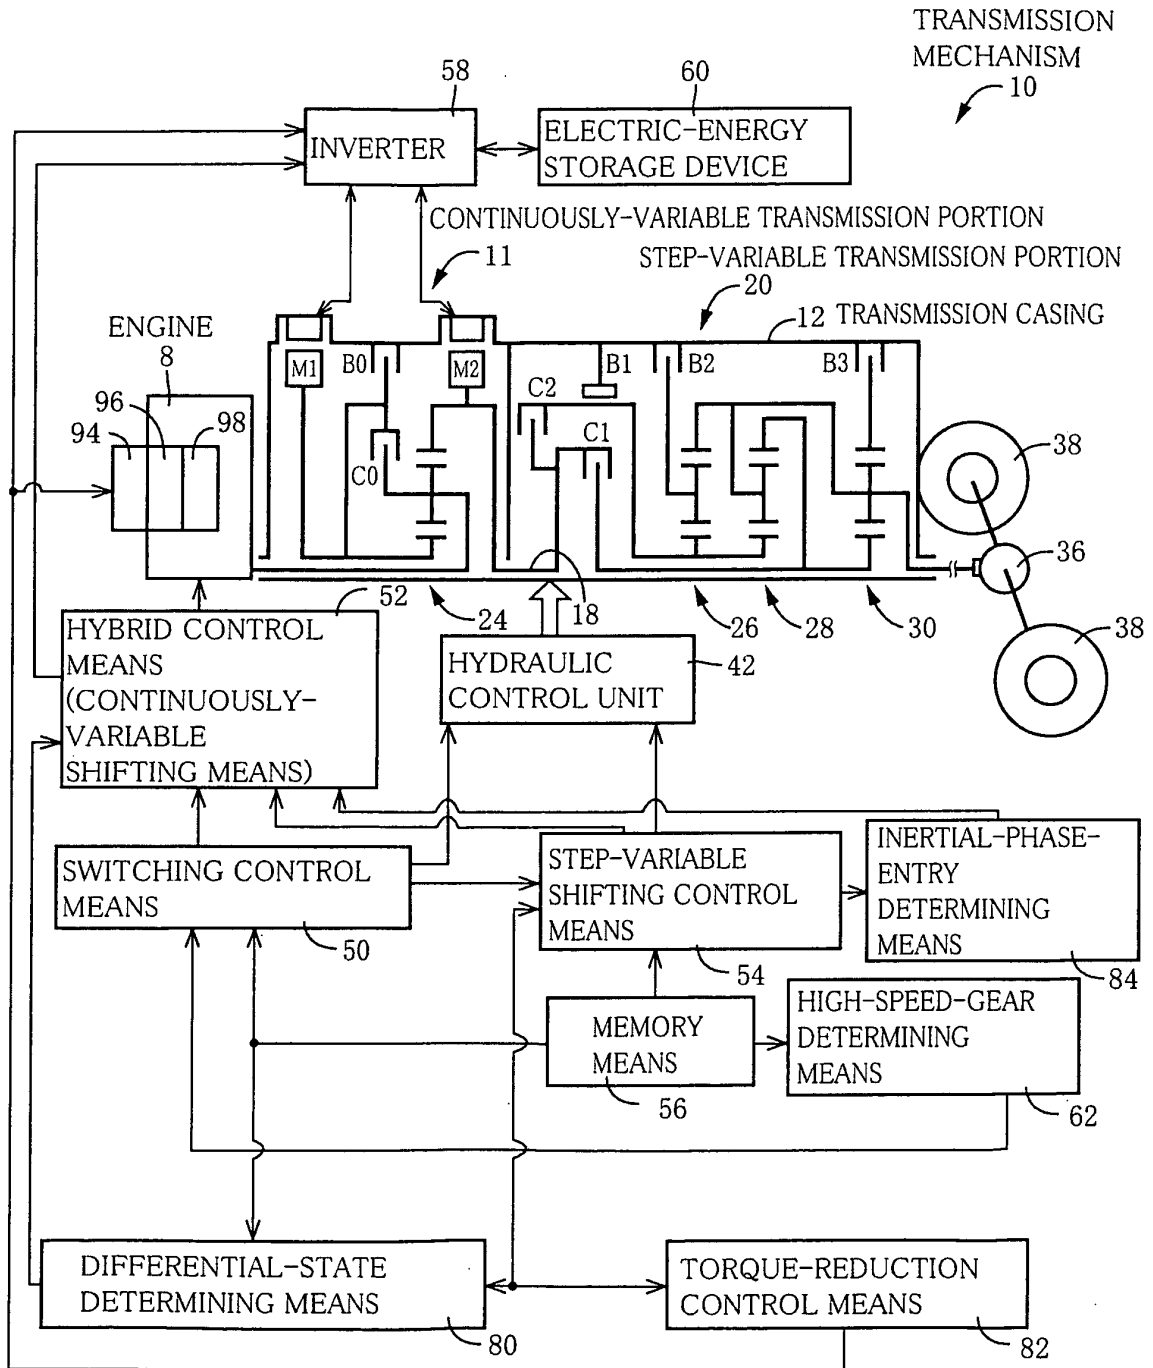 TRANSMISSION
MECHANISM
10
58
60
INVERTER
ELECTRIC-ENERGY
STORAGE DEVICE
CONTINUOUSLY-VARIABLE TRANSMISSION PORTION
11
STEP-VARIABLE TRANSMISSION PORTION
20
12 TRANSMISSION CASING
ENGINE
8
M1
B0
M2
B1
B2
B3
C2
C1
C0
94
96
98
38
36
38
52
24
18
26
28
30
HYBRID CONTROL
MEANS
(CONTINUOUSLY-
VARIABLE
SHIFTING MEANS)
HYDRAULIC
CONTROL UNIT
42
SWITCHING CONTROL
MEANS
50
STEP-VARIABLE
SHIFTING CONTROL
MEANS
54
INERTIAL-PHASE-
ENTRY
DETERMINING
MEANS
84
MEMORY
MEANS
56
HIGH-SPEED-GEAR
DETERMINING
MEANS
62
DIFFERENTIAL-STATE
DETERMINING MEANS
80
TORQUE-REDUCTION
CONTROL MEANS
82